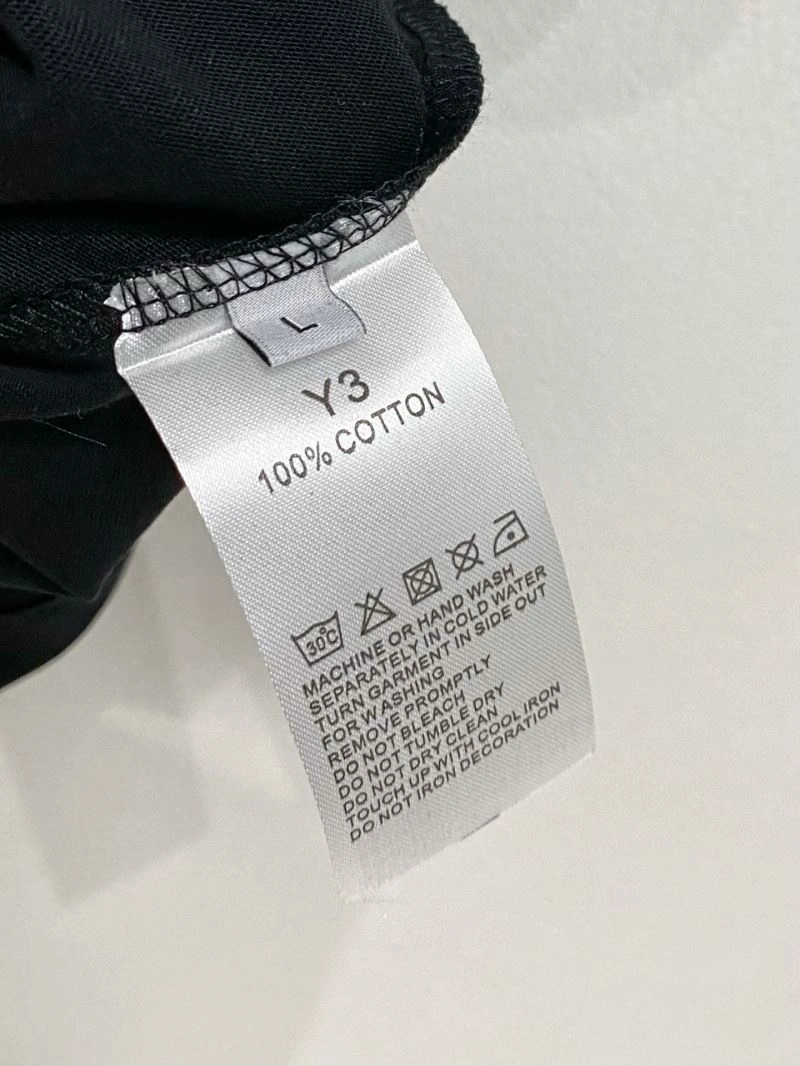 L
Y3
100% COTTON
30℃
MACHINE OR HAND WASH
SEPARATELY IN COLD WATER
TURN GARMENT IN SIDE OUT
FOR WASHING
REMOVE PROMPTLY
DO NOT BLEACH
DO NOT TUMBLE DRY
DO NOT DRY CLEAN
TOUCH UP WITH COOL IRON
DO NOT IRON DECORATION